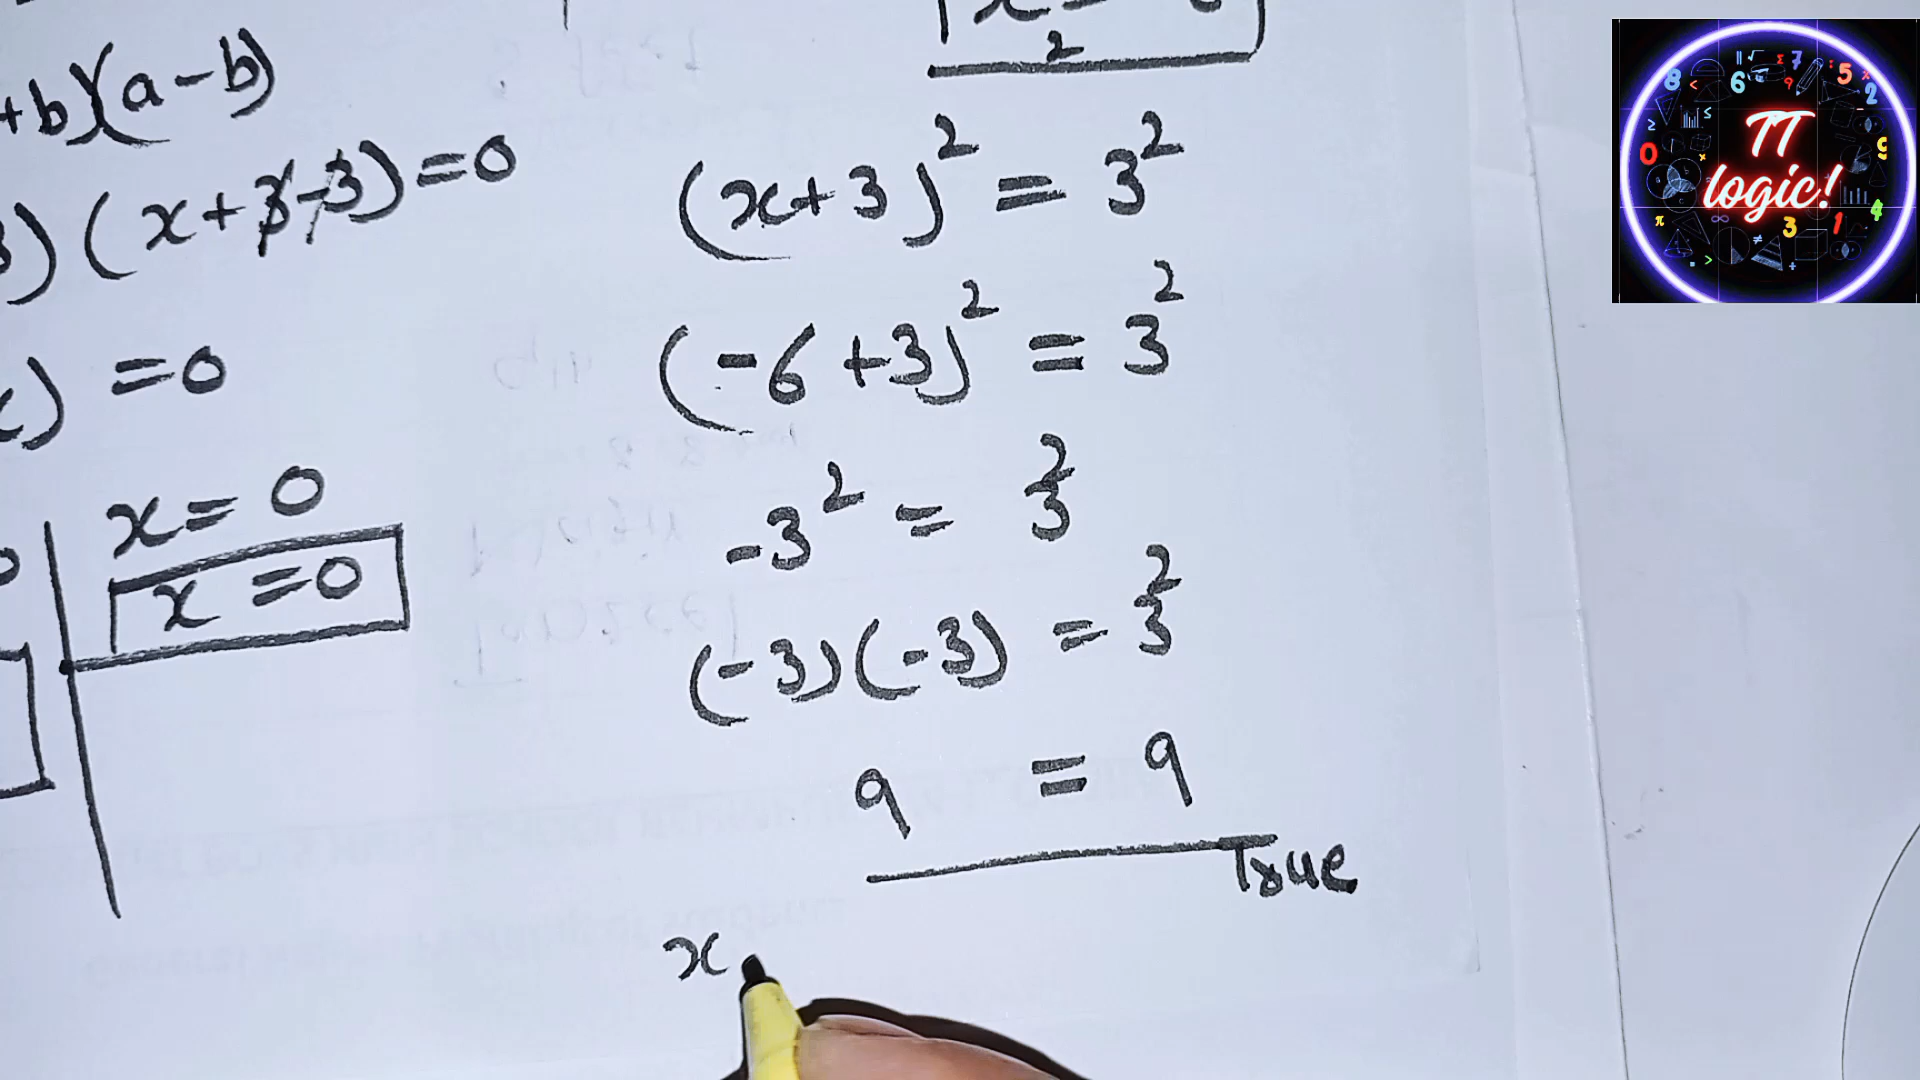 +b)(a-b)
3)(x+3-3)=0
x) =0
x=0
x=0
2
(x+3)²=3²
(-6+3)²=3²
-3²=3²
(-3)(-3)=3²
9=9
True
x
TT
logic!